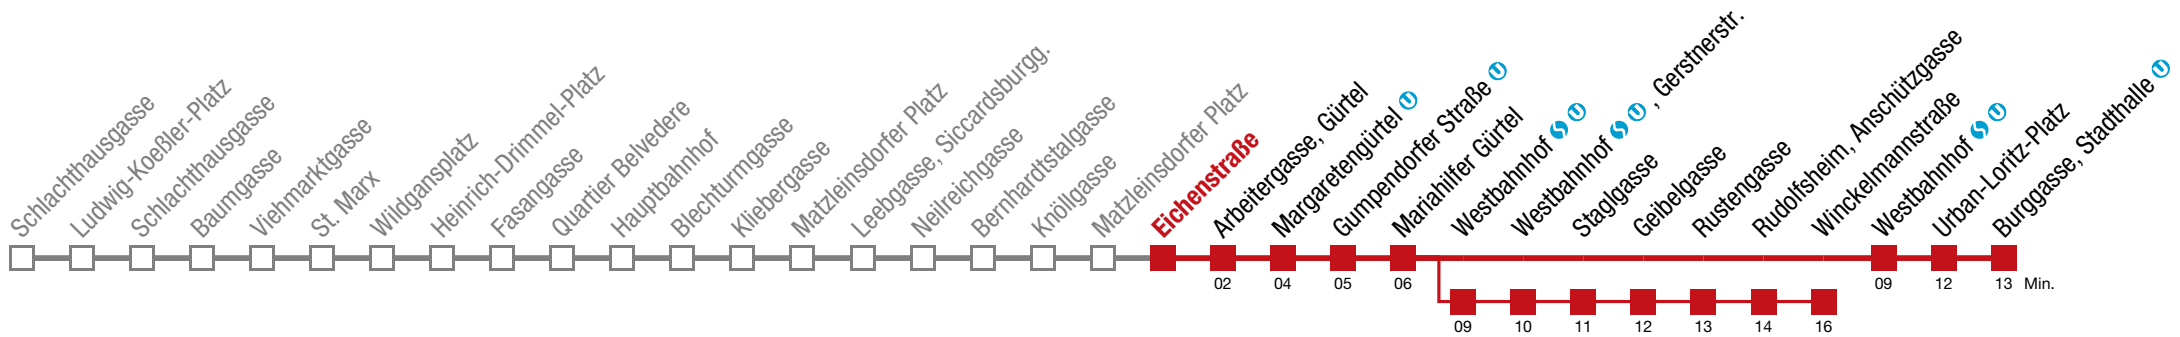 Schlachthausgasse
Ludwig-Koeßler-Platz
Schlachthausgasse
Baumgasse
Viehmarktgasse
St. Marx
Wildgansplatz
Heinrich-Drimmel-Platz
Fasangasse
Quartier Belvedere
Hauptbahnhof
Blechturmgasse
Kliebergasse
Matzleinsdorfer Platz
Leebgasse, Siccardsburgg.
Neilreichgasse
Bernhardtstalgasse
Knöllgasse
Matzleinsdorfer Platz
Eichenstraße
Arbeitergasse, Gürtel
Margaretengürtel U
Gumpendorfer Straße U
Mariahilfer Gürtel
Westbahnhof S U
Westbahnhof S U , Gerstnerstr.
Staglgasse
Geibelgasse
Rustengasse
Rudolfsheim, Anschützgasse
Winckelmannstraße
Westbahnhof S U
Urban-Loritz-Platz
Burggasse, Stadthalle U
02 04 05 06 09 12 13 Min.
09 10 11 12 13 14 16